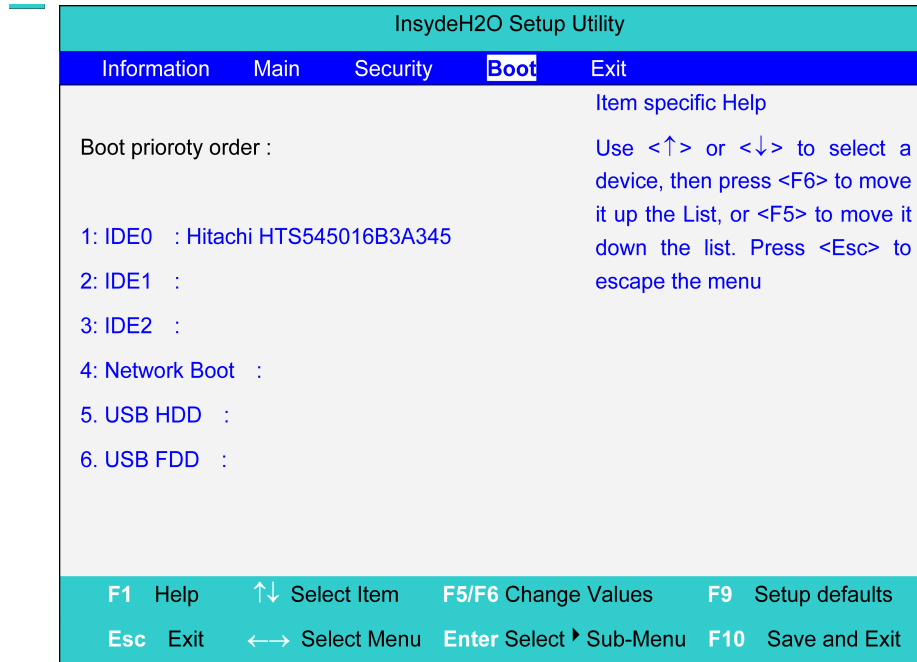 InsydeH2O Setup Utility
Information Main Security Boot Exit
Item specific Help
Boot prioroty order :
Use <↑> or <↓> to select a
device, then press <F6> to move
it up the List, or <F5> to move it
down the list. Press <Esc> to
escape the menu
1: IDE0 : Hitachi HTS545016B3A345
2: IDE1 :
3: IDE2 :
4: Network Boot :
5. USB HDD :
6. USB FDD :
F1 Help ↑↓ Select Item F5/F6 Change Values F9 Setup defaults
Esc Exit ←→ Select Menu Enter Select ▸ Sub-Menu F10 Save and Exit